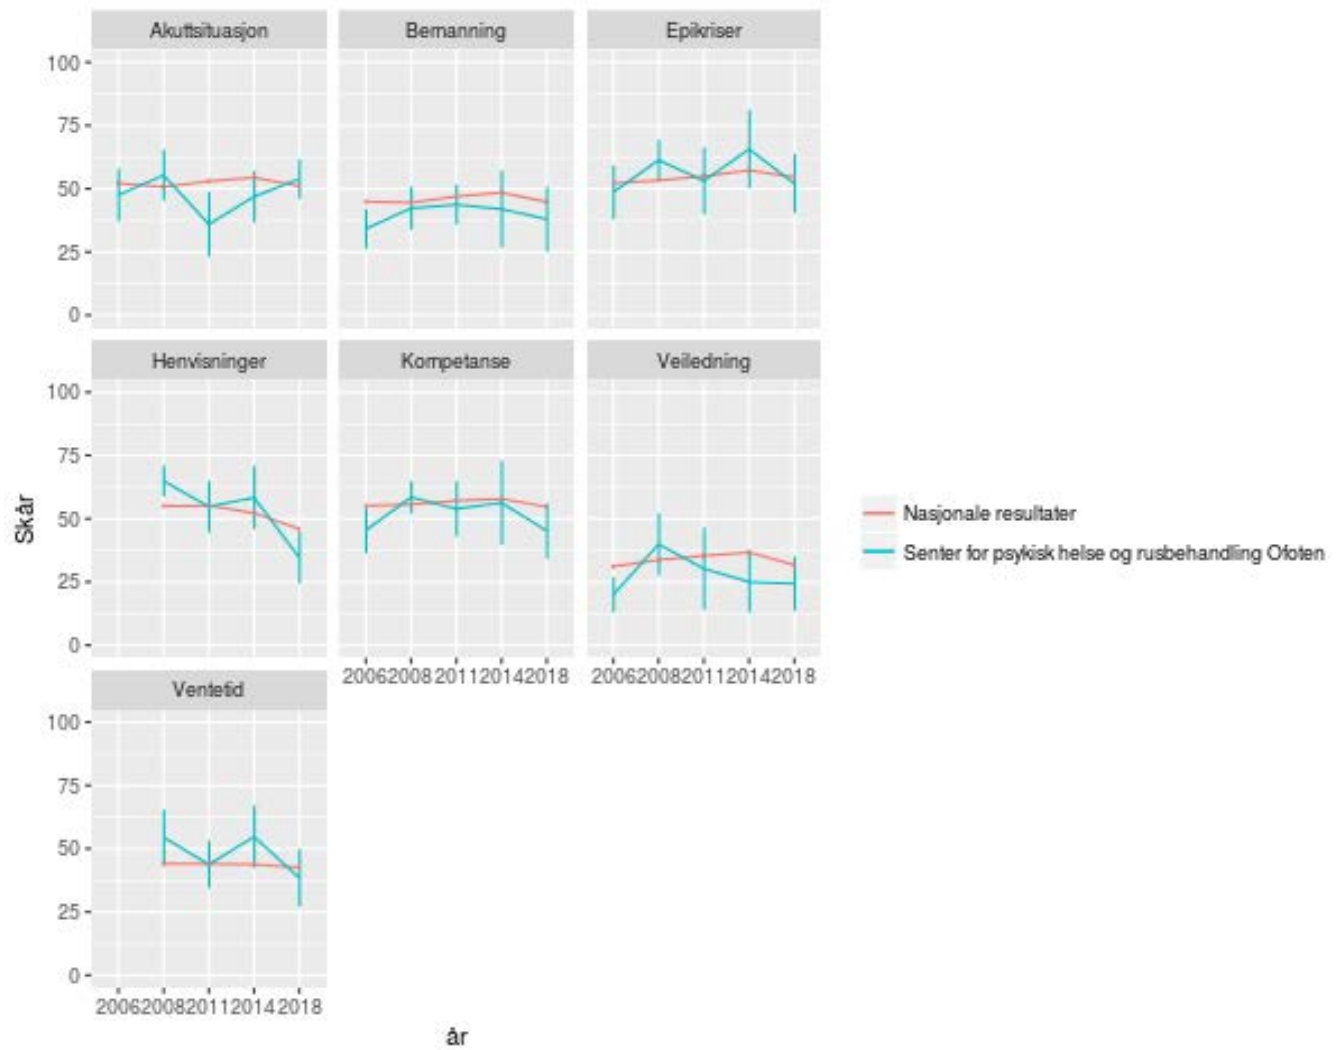 Akuttsituasjon
Bemanning
Epikriser
100
75
50
25
0
Henvisninger
Kompetanse
Veiledning
100
75
50
25
0
Skår
2006 2008 2011 2014 2018
2006 2008 2011 2014 2018
Ventetid
100
75
50
25
0
2006 2008 2011 2014 2018
år
Nasjonale resultater
Senter for psykisk helse og rusbehandling Ofoten